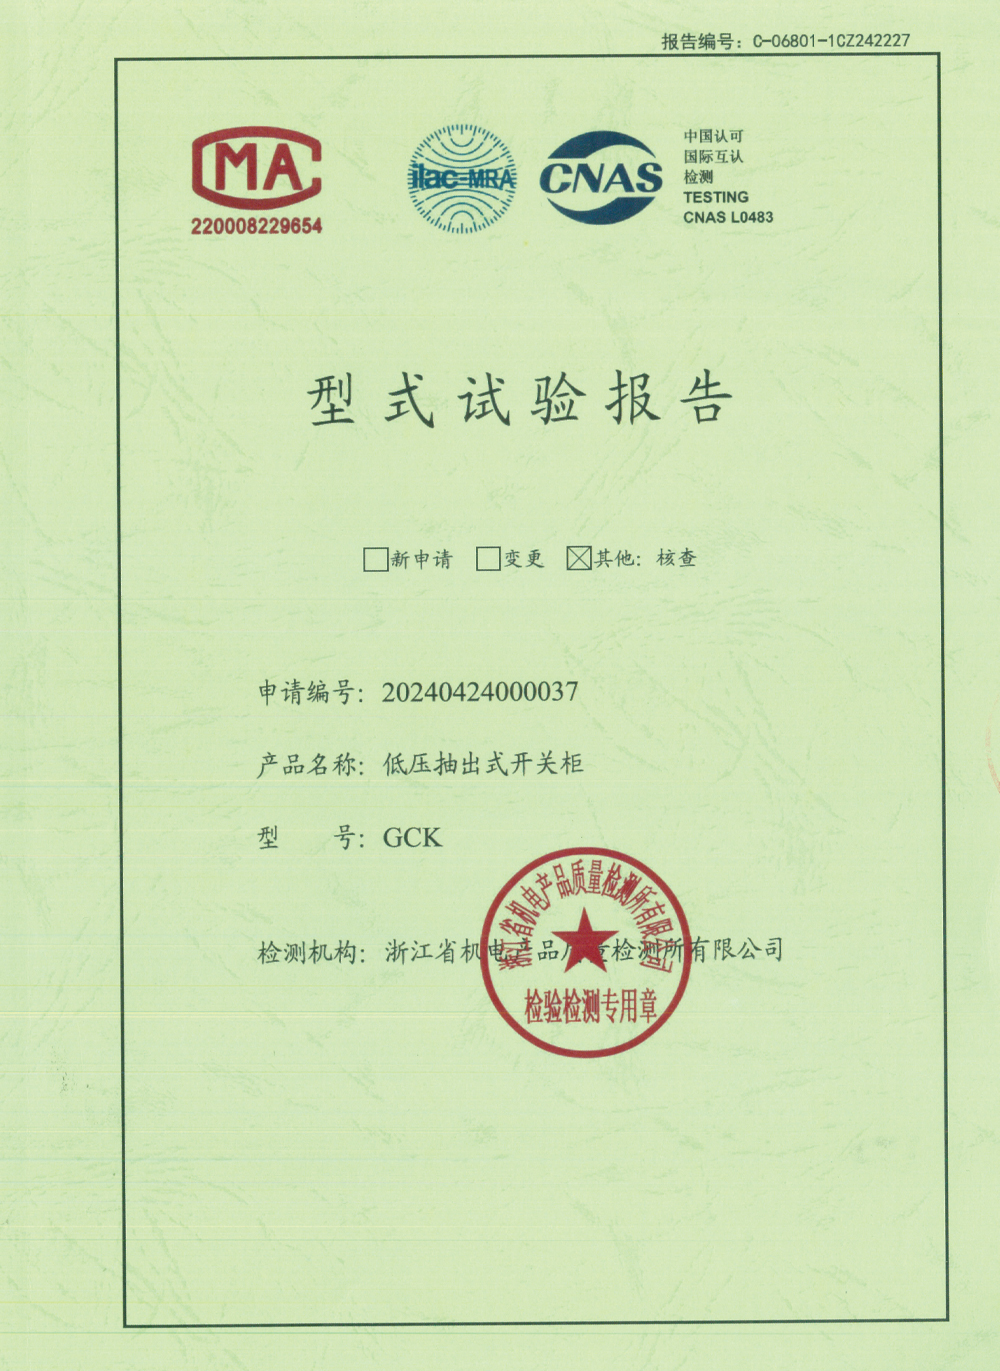 报告编号：C-06801-1CZ242227
MA
220008229654
ilac-MRA
CNAS
中国认可
国际互认
检测
TESTING
CNAS L0483
型式试验报告
□新申请 □变更 ☒其他：核查
申请编号：20240424000037
产品名称：低压抽出式开关柜
型 号：GCK
检测机构：浙江省机电产品质量检测所有限公司
浙江省机电产品质量检测所有限公司
检验检测专用章